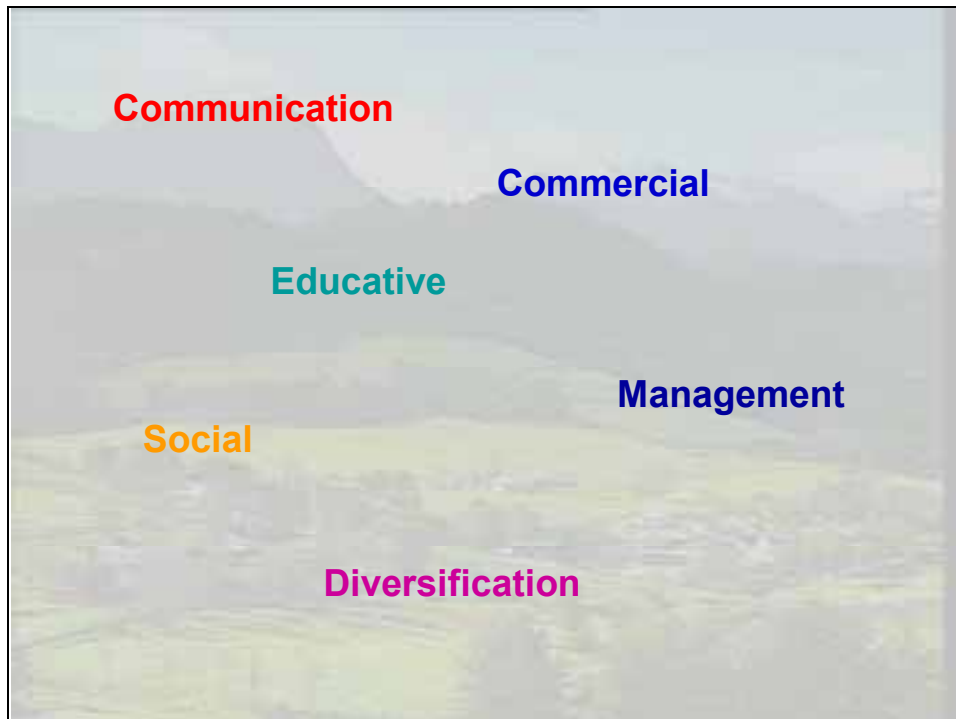 Communication
Commercial
Educative
Management
Social
Diversification